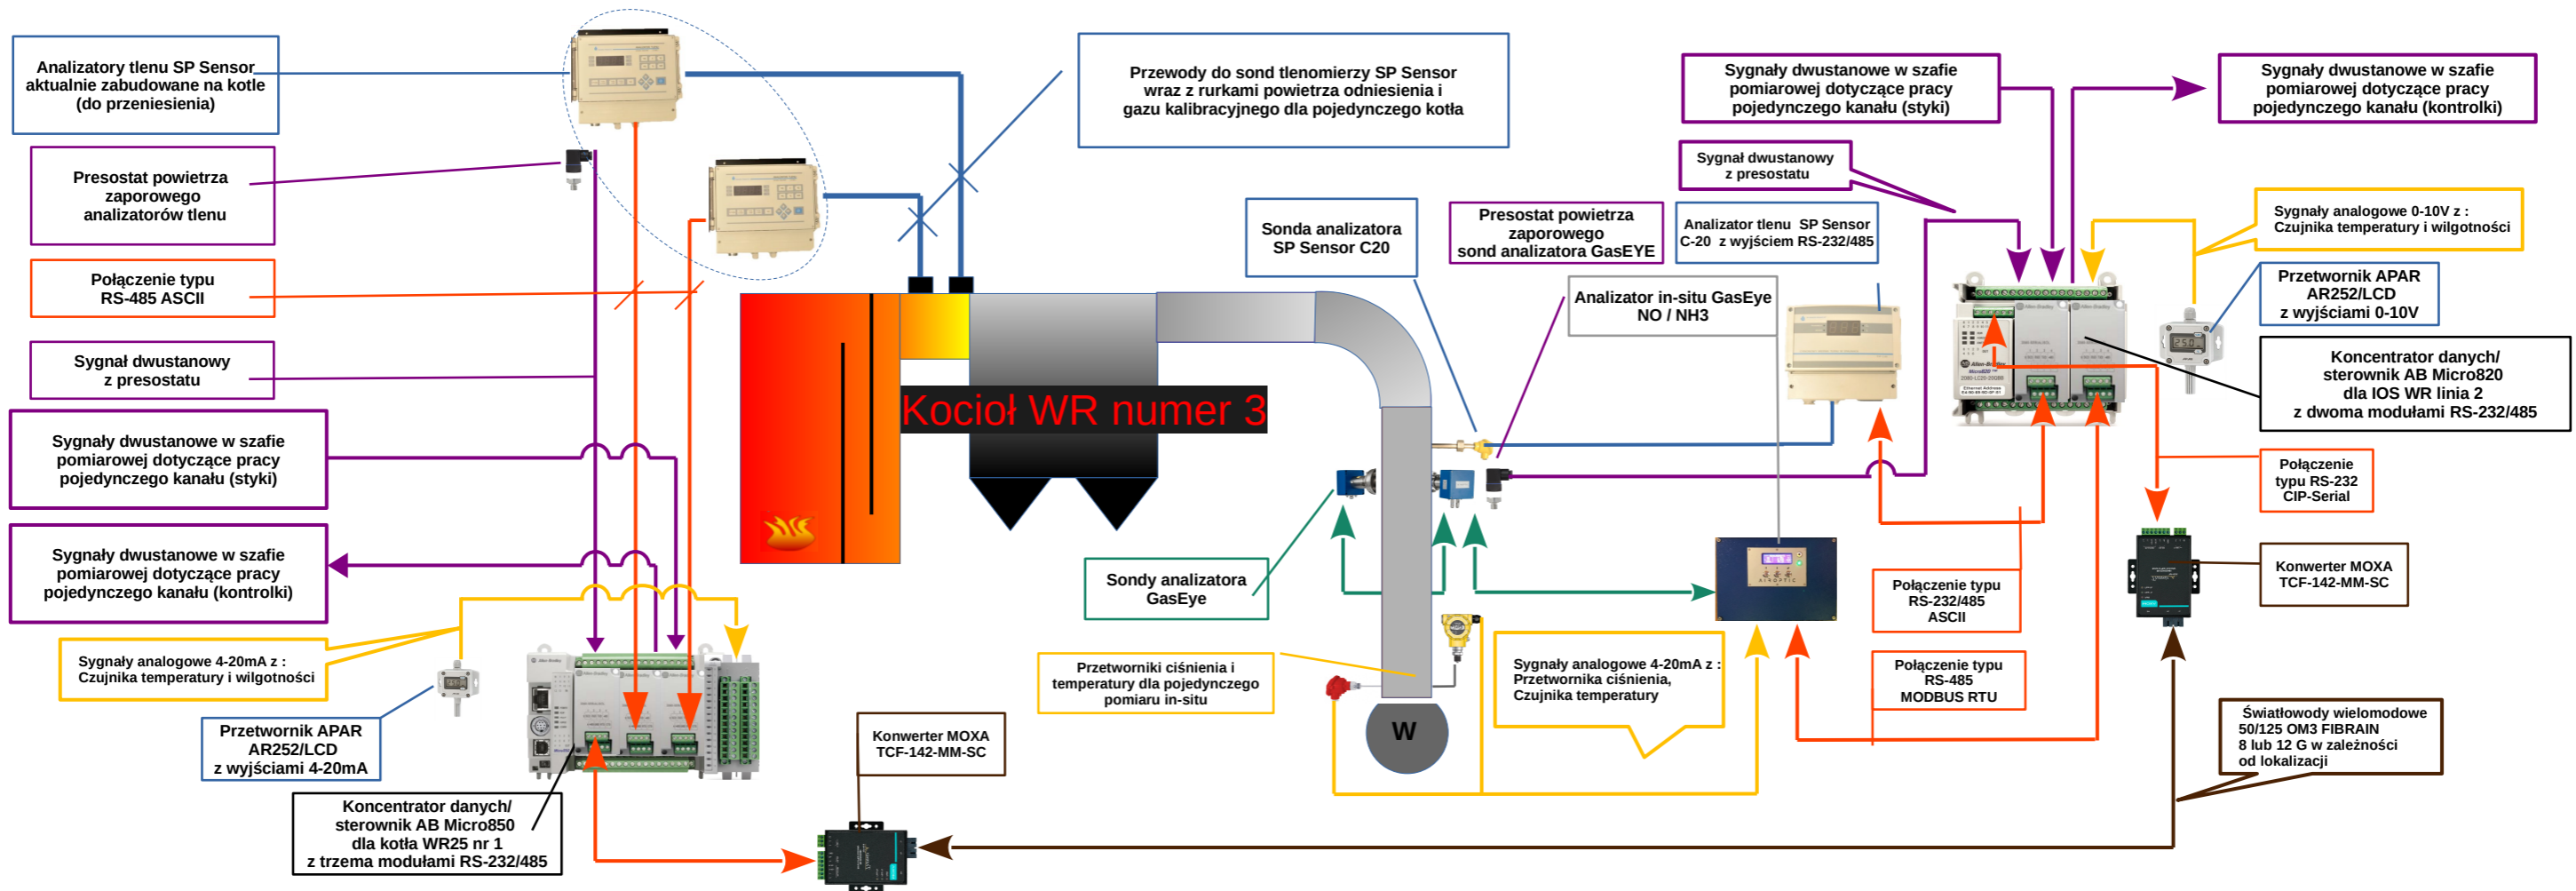 Analizatory tlenu SP Sensor
aktualnie zabudowane na kotle
(do przeniesienia)
Presostat powietrza
zaporowego
analizatorów tlenu
Połączenie typu
RS-485 ASCII
Sygnał dwustanowy
z presostatu
Sygnały dwustanowe w szafie
pomiarowej dotyczące pracy
pojedynczego kanału (styki)
Sygnały dwustanowe w szafie
pomiarowej dotyczące pracy
pojedynczego kanału (kontrolki)
Sygnały analogowe 4-20mA z :
Czujnika temperatury i wilgotności
Przetwornik APAR
AR252/LCD
z wyjściami 4-20mA
Koncentrator danych/
sterownik AB Micro850
dla kotła WR25 nr 1
z trzema modułami RS-232/485
Konwerter MOXA
TCF-142-MM-SC
Przewody do sond tlenomierzy SP Sensor
wraz z rurkami powietrza odniesienia i
gazu kalibracyjnego dla pojedynczego kotła
Kocioł WR numer 3
Sonda analizatora
SP Sensor C20
Presostat powietrza
zaporowego
sond analizatora GasEYE
Analizator tlenu SP Sensor
C-20 z wyjściem RS-232/485
Analizator in-situ GasEye
NO / NH3
Sondy analizatora
GasEye
Przetworniki ciśnienia i
temperatury dla pojedynczego
pomiaru in-situ
W
Sygnały analogowe 4-20mA z :
Przetwornika ciśnienia,
Czujnika temperatury
AIROPTIC
Sygnały dwustanowe w szafie
pomiarowej dotyczące pracy
pojedynczego kanału (styki)
Sygnały dwustanowe w szafie
pomiarowej dotyczące pracy
pojedynczego kanału (kontrolki)
Sygnał dwustanowy
z presostatu
Sygnały analogowe 0-10V z :
Czujnika temperatury i wilgotności
Przetwornik APAR
AR252/LCD
z wyjściami 0-10V
Allen-Bradley
Micro820
Koncentrator danych/
sterownik AB Micro820
dla IOS WR linia 2
z dwoma modułami RS-232/485
Połączenie
typu RS-232
CIP-Serial
Konwerter MOXA
TCF-142-MM-SC
Połączenie typu
RS-232/485
ASCII
Połączenie typu
RS-485
MODBUS RTU
Światłowody wielomodowe
50/125 OM3 FIBRAIN
8 lub 12 G w zależności
od lokalizacji